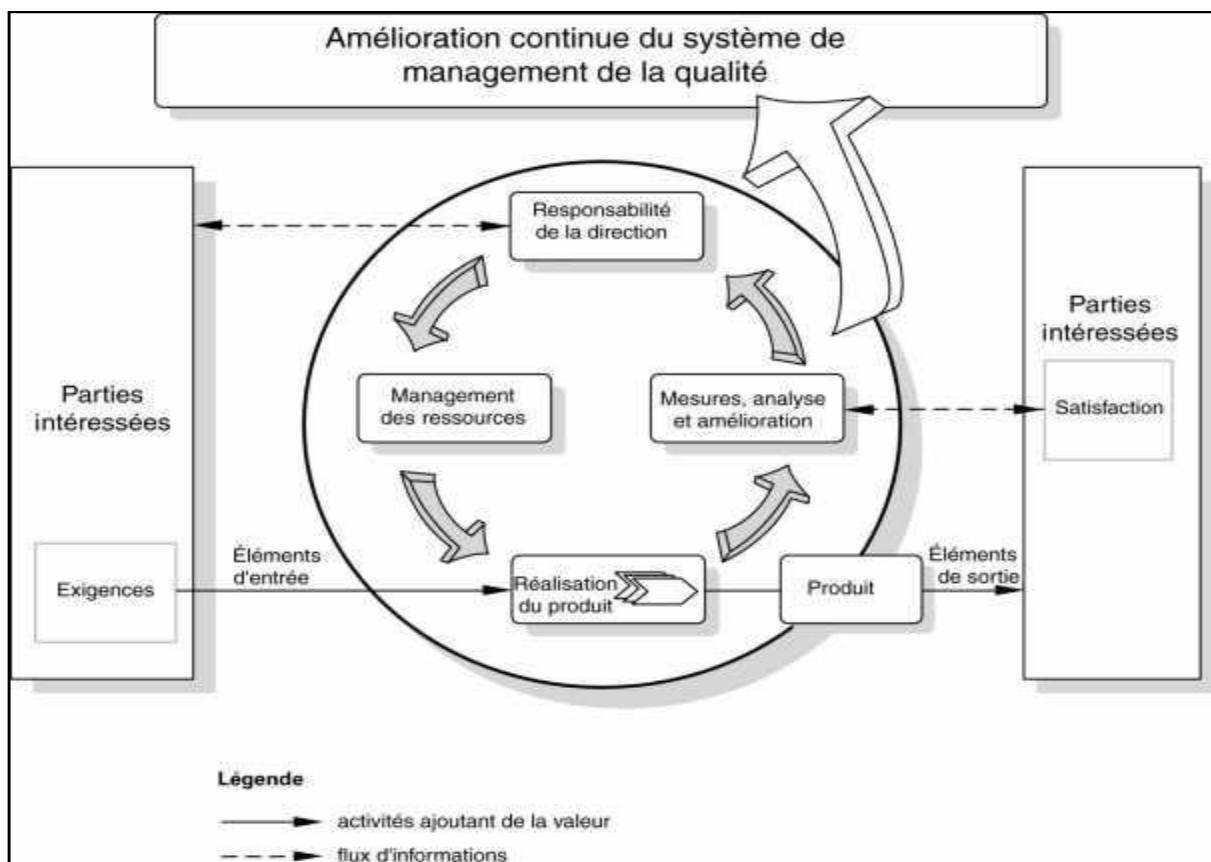 Amélioration continue du système de
management de la qualité
Responsabilité
de la direction
Parties
intéressées
Parties
intéressées
Management
des ressources
Mesures, analyse
et amélioration
Satisfaction
Exigences
Éléments
d'entrée
Réalisation
du produit
Produit
Éléments
de sortie
Légende
activités ajoutant de la valeur
flux d'informations